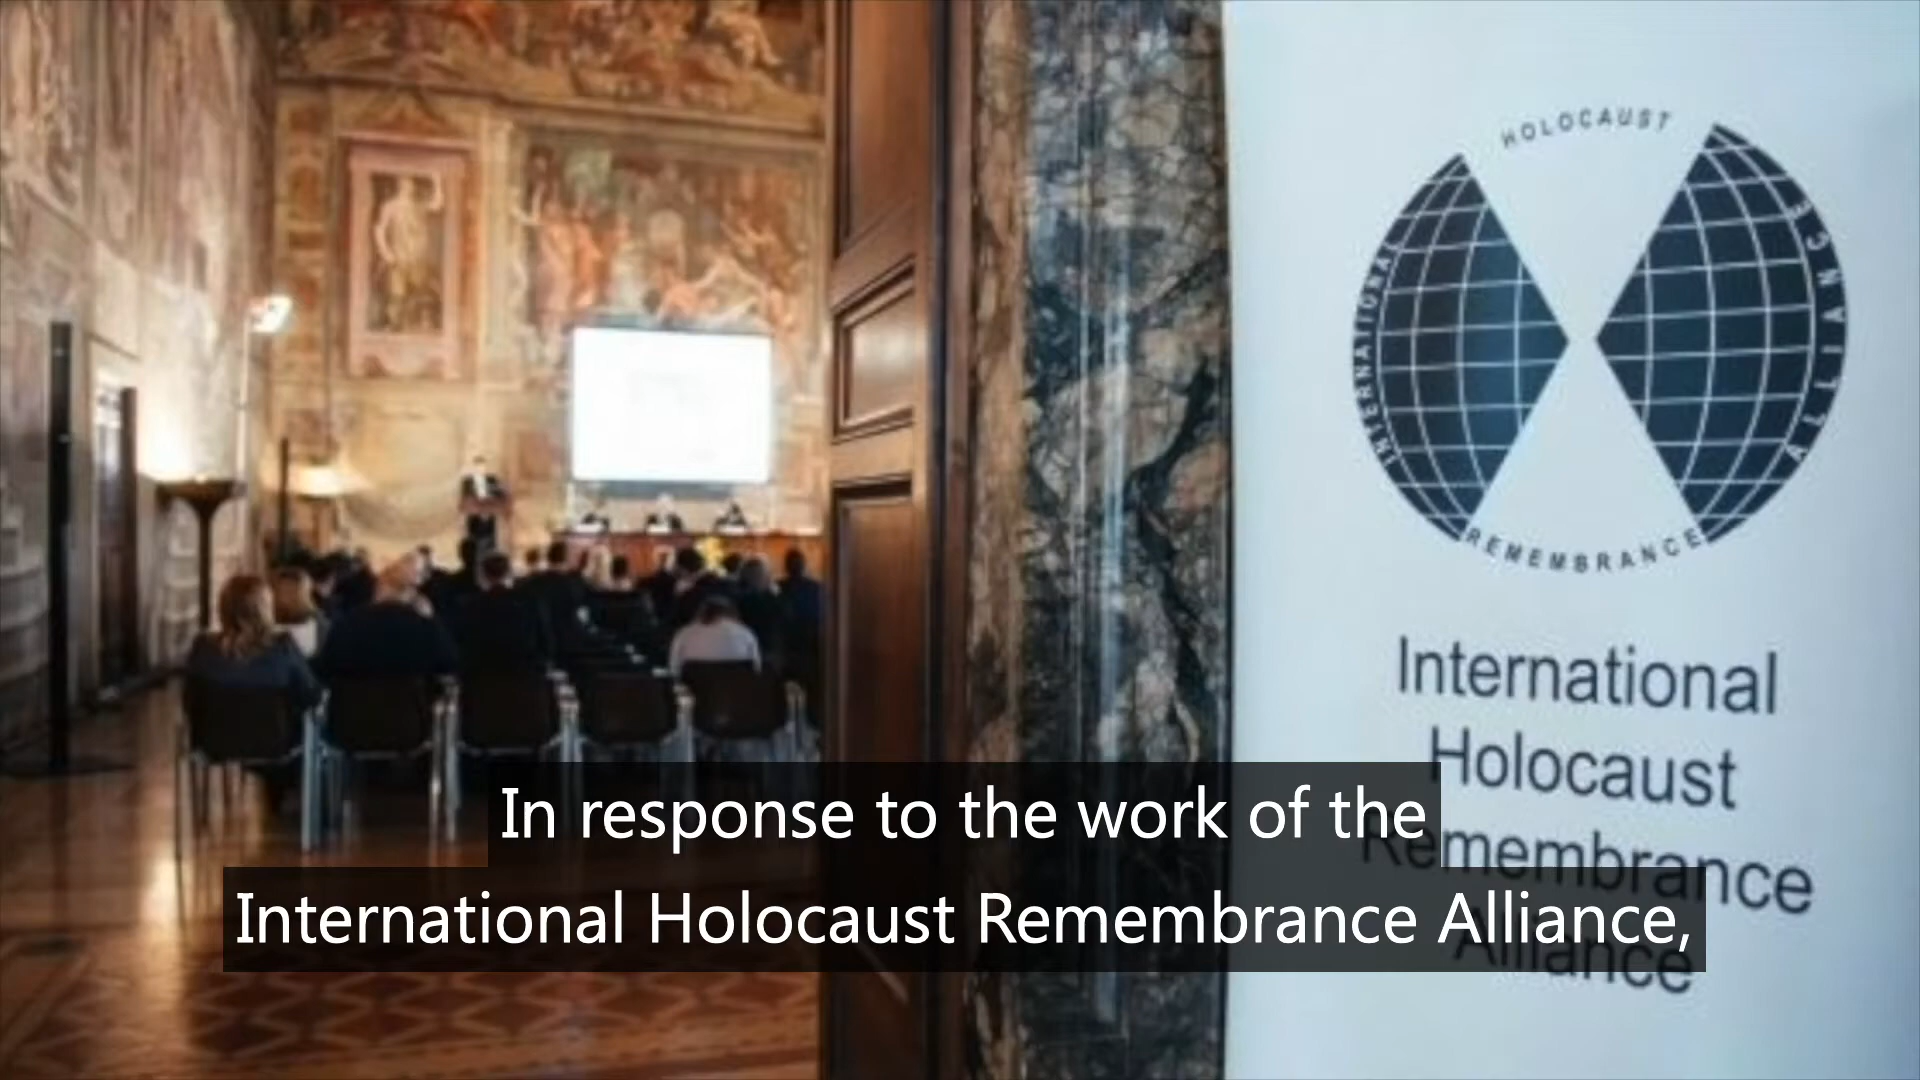 HOLOCAUST
INTERNATIONAL
ALLIANCE
REMEMBRANCE
International
Holocaust
Remembrance
Alliance
In response to the work of the
International Holocaust Remembrance Alliance,